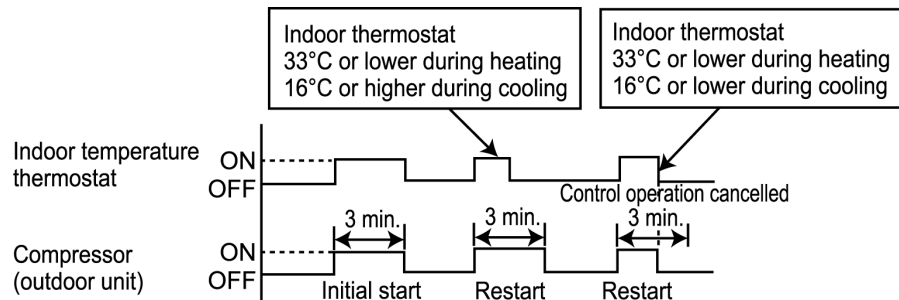 Indoor thermostat
33°C or lower during heating
16°C or higher during cooling
Indoor thermostat
33°C or lower during heating
16°C or lower during cooling
Indoor temperature
thermostat
ON
OFF
Control operation cancelled
3 min.
3 min.
3 min.
Compressor
(outdoor unit)
ON
OFF
Initial start
Restart
Restart